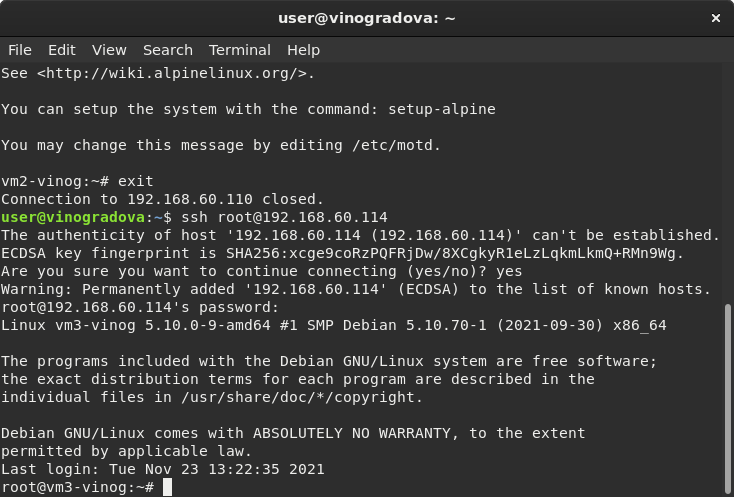 user@vinogradova: ~
×
File Edit View Search Terminal Help
See <http://wiki.alpinelinux.org/>.
You can setup the system with the command: setup-alpine
You may change this message by editing /etc/motd.
vm2-vinog:~# exit
Connection to 192.168.60.110 closed.
user@vinogradova:~$ ssh root@192.168.60.114
The authenticity of host '192.168.60.114 (192.168.60.114)' can't be established.
ECDSA key fingerprint is SHA256:xcge9coRzPQFRjDw/8XCgkyR1eLzLqkmLkmQ+RMn9Wg.
Are you sure you want to continue connecting (yes/no)? yes
Warning: Permanently added '192.168.60.114' (ECDSA) to the list of known hosts.
root@192.168.60.114's password:
Linux vm3-vinog 5.10.0-9-amd64 #1 SMP Debian 5.10.70-1 (2021-09-30) x86_64
The programs included with the Debian GNU/Linux system are free software;
the exact distribution terms for each program are described in the
individual files in /usr/share/doc/*/copyright.
Debian GNU/Linux comes with ABSOLUTELY NO WARRANTY, to the extent
permitted by applicable law.
Last login: Tue Nov 23 13:22:35 2021
root@vm3-vinog:~#